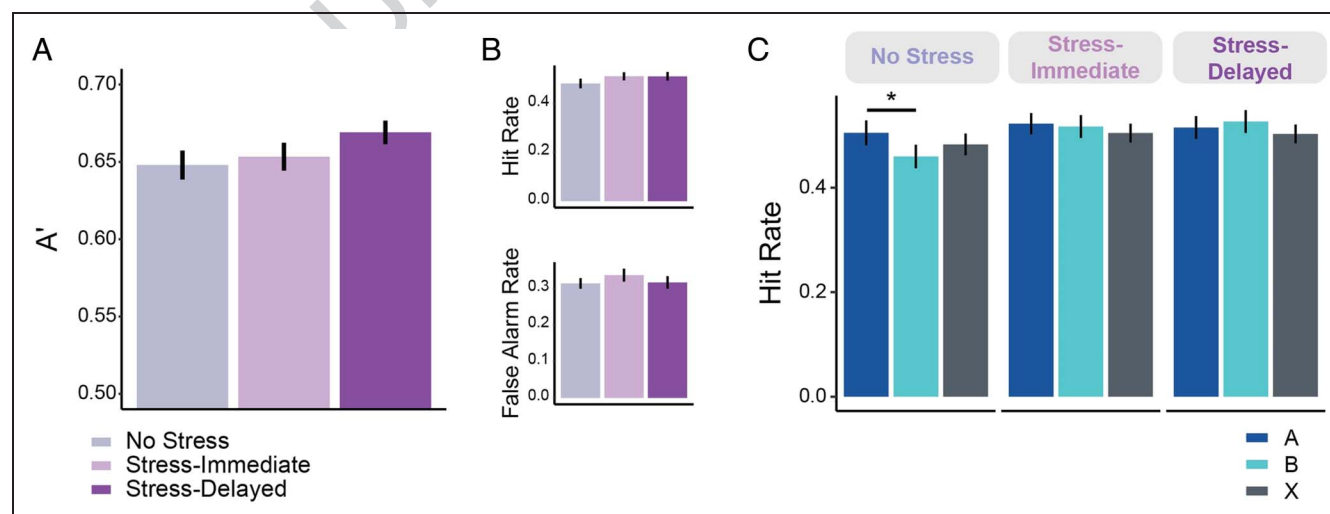 A
A'
0.70
0.65
0.60
0.55
0.50
No Stress
Stress-Immediate
Stress-Delayed
B
Hit Rate
0.4
0.2
0.0
False Alarm Rate
0.3
0.2
0.1
0.0
C
No Stress
Stress-
Immediate
Stress-
Delayed
*
Hit Rate
0.4
0.2
0.0
A
B
X